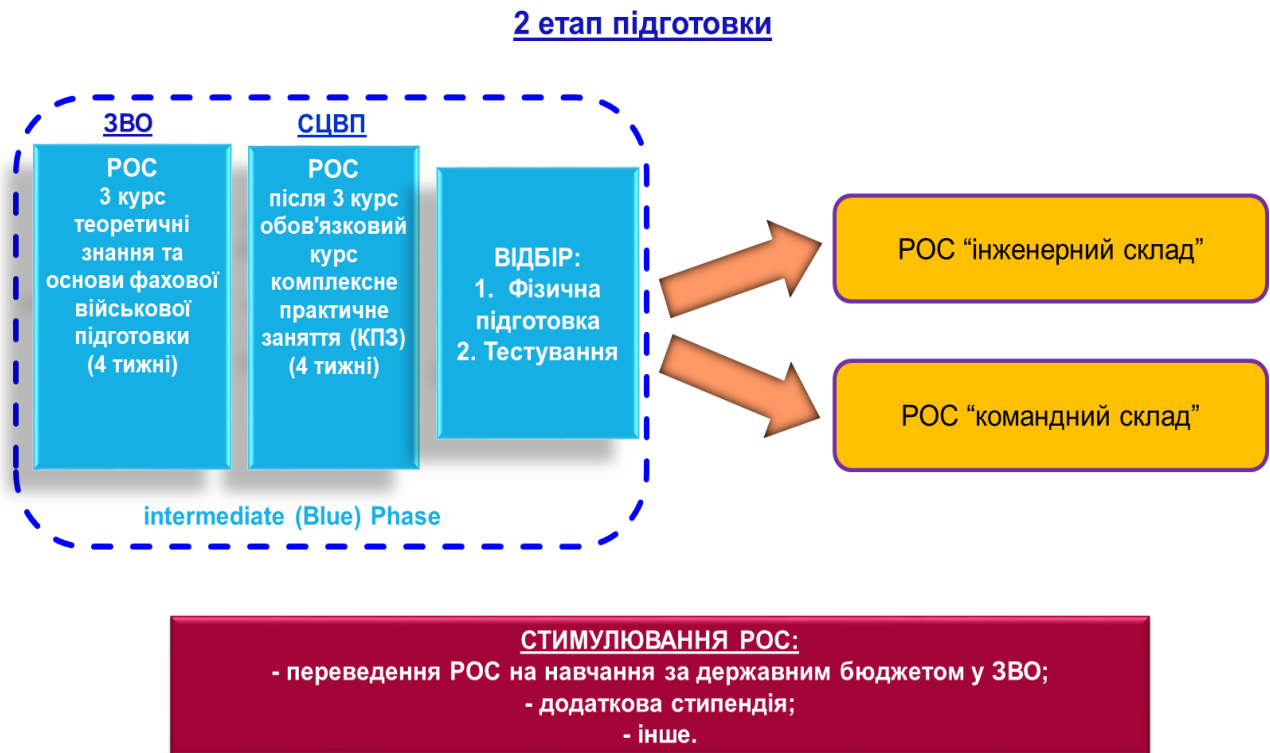 2 етап підготовки
ЗВО
РОС
3 курс
теоретичні
знання та
основи фахової
військової
підготовки
(4 тижні)
СЦВП
РОС
після 3 курс
обов'язковий
курс
комплексне
практичне
заняття (КПЗ)
(4 тижні)
ВІДБІР:
1. Фізична
підготовка
2. Тестування
intermediate (Blue) Phase
РОС “інженерний склад”
РОС “командний склад”
СТИМУЛЮВАННЯ РОС:
- переведення РОС на навчання за державним бюджетом у ЗВО;
- додаткова стипендія;
- інше.